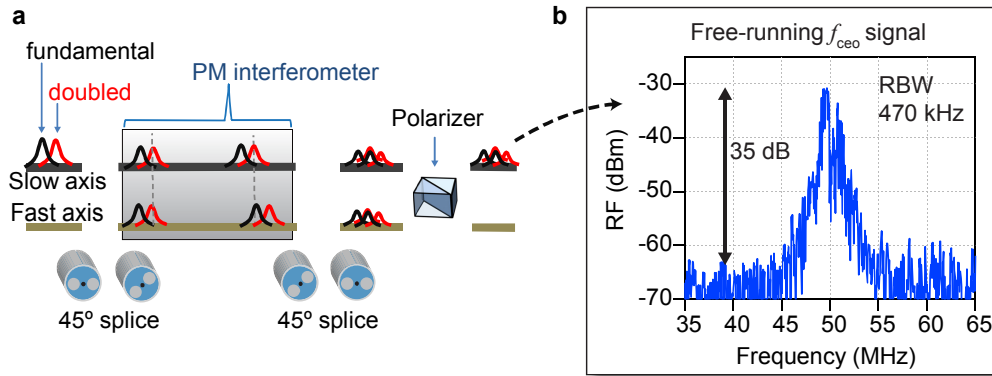 a
fundamental
doubled
PM interferometer
Polarizer
Slow axis
Fast axis
45º splice
45º splice
b
Free-running fceo signal
RBW
470 kHz
35 dB
RF (dBm)
-30
-40
-50
-60
-70
35 40 45 50 55 60 65
Frequency (MHz)